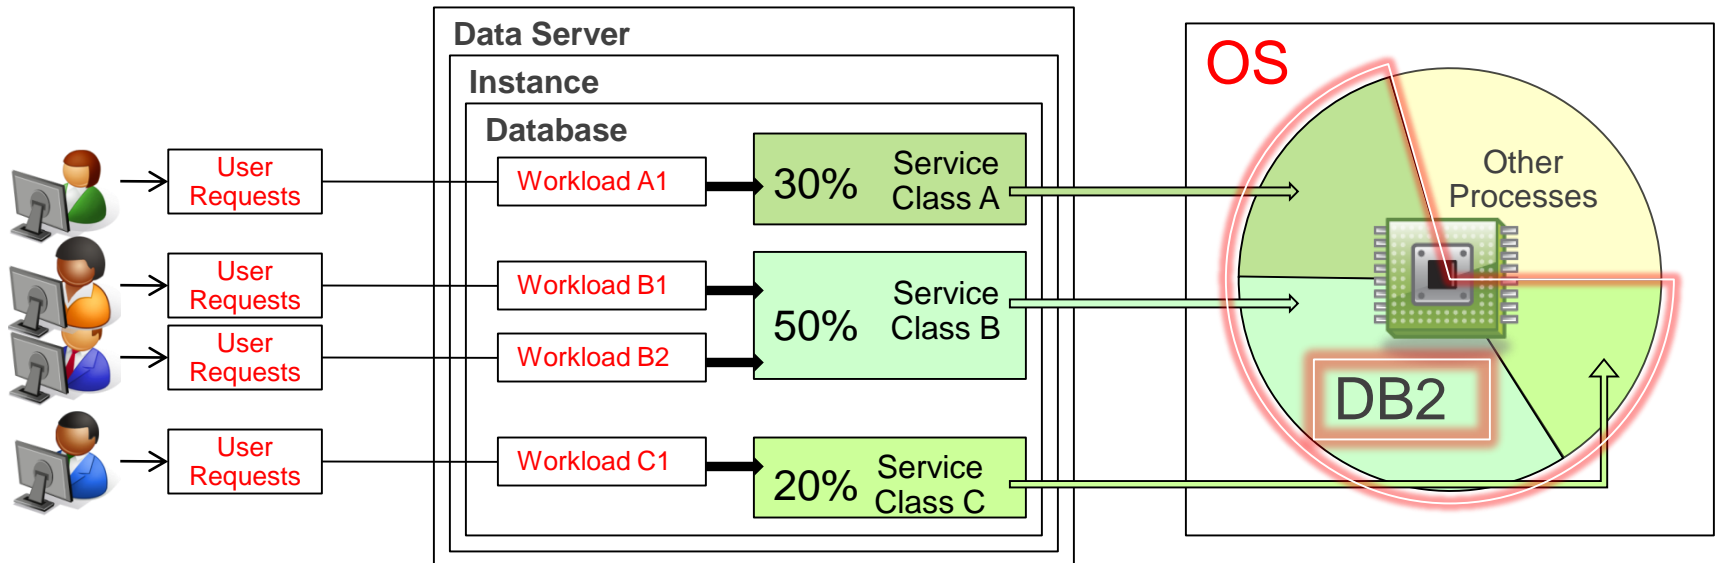 Data Server
Instance
Database
User
Requests
Workload A1
30%
Service
Class A
User
Requests
Workload B1
50%
Service
Class B
User
Requests
Workload B2
User
Requests
Workload C1
20%
Service
Class C
OS
Other
Processes
DB2